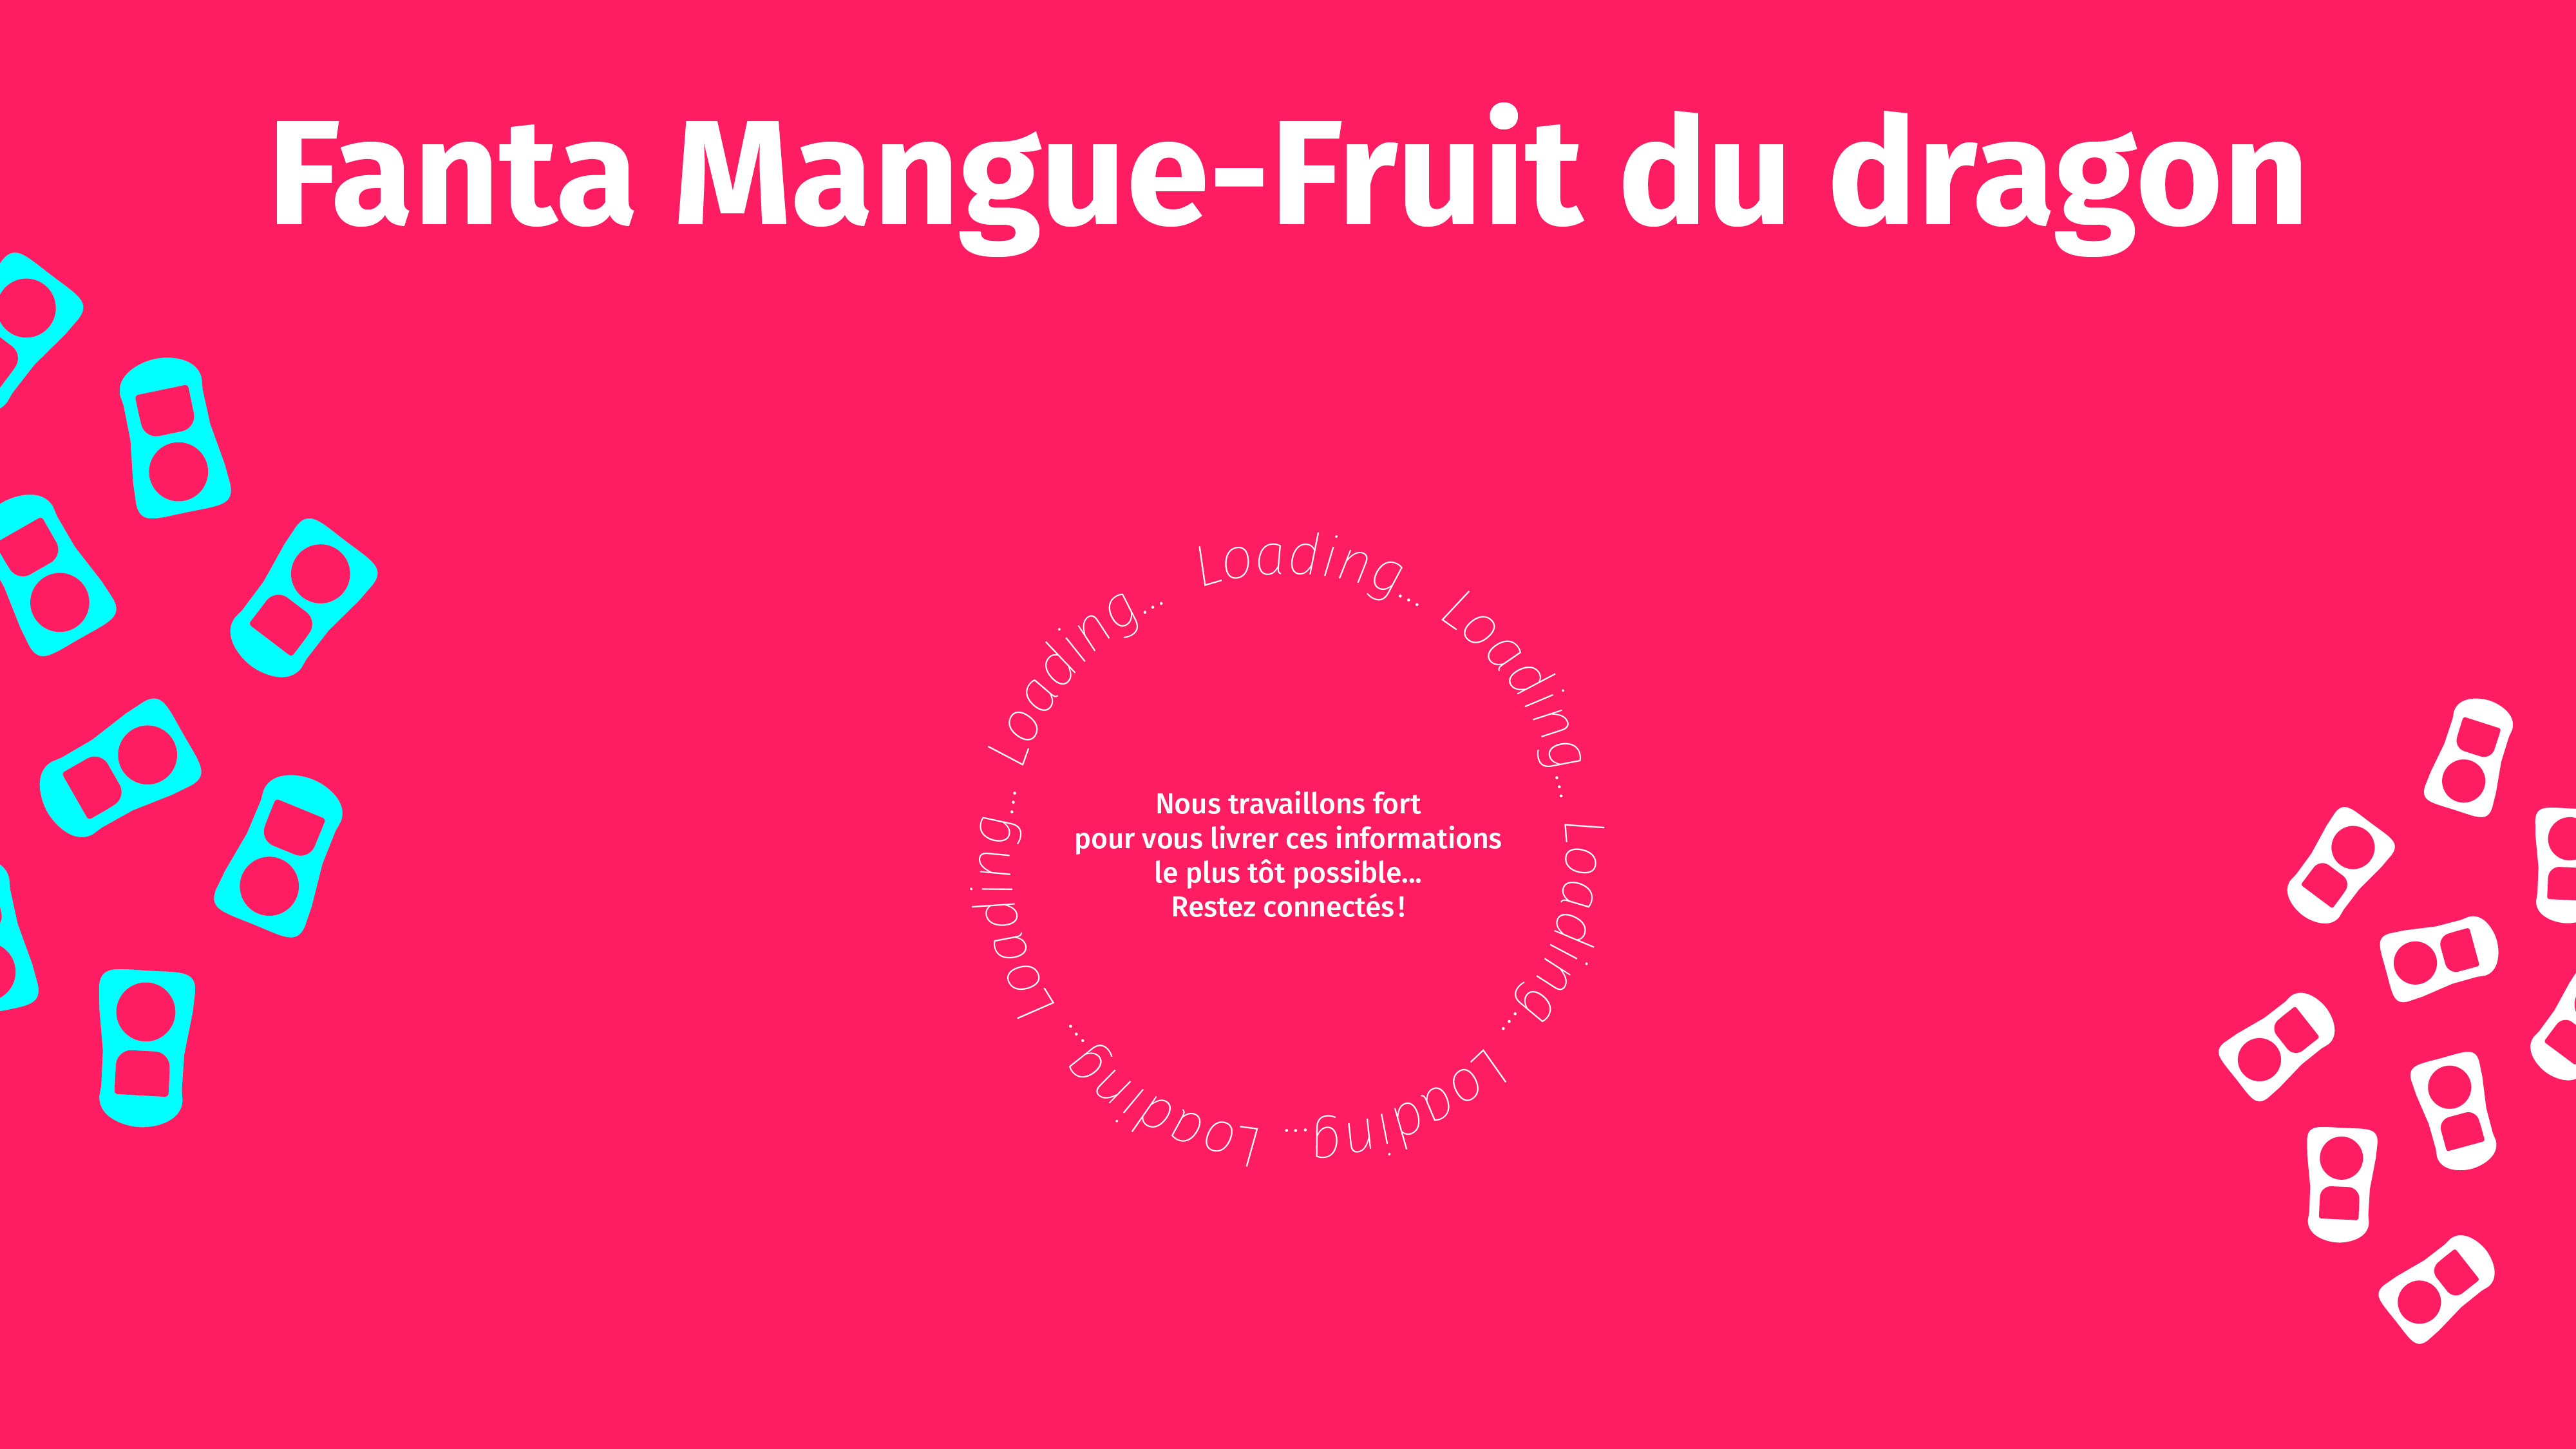 Fanta Mangue-Fruit du dragon
Loading... Loading... Loading... Loading... Loading... Loading... Loading...
Nous travaillons fort
pour vous livrer ces informations
le plus tôt possible...
Restez connectés !